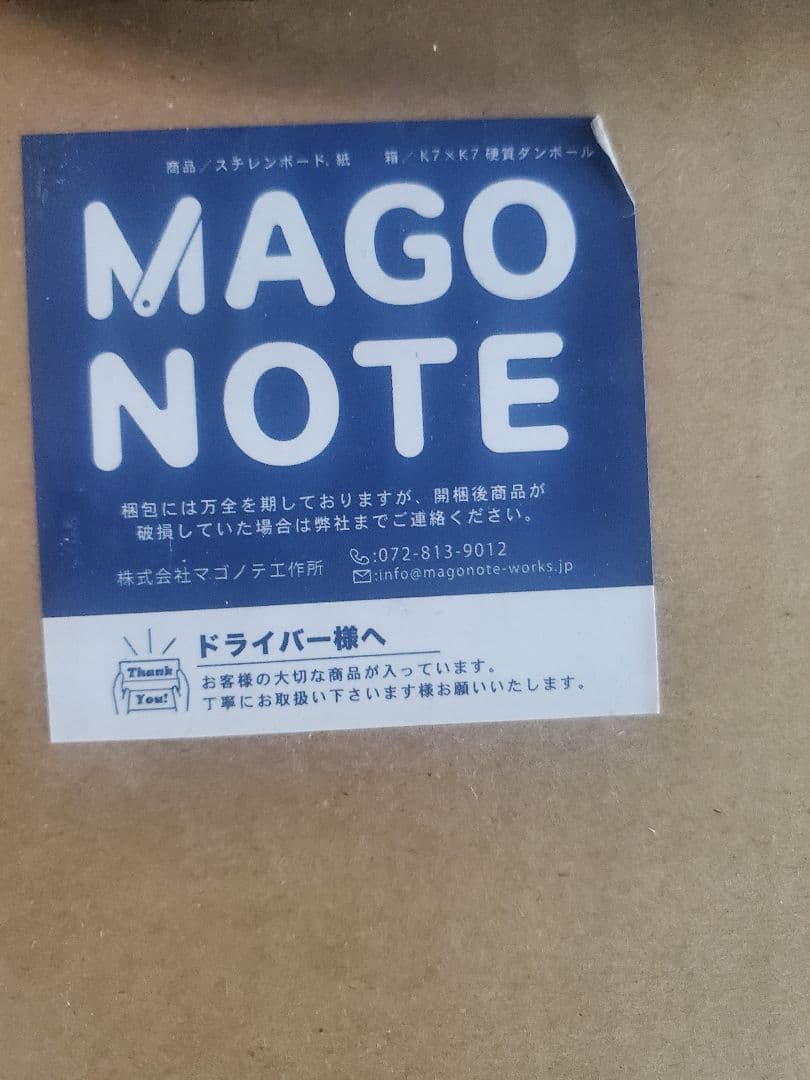 商品／スチレンボード、紙　　箱／K7×K7 硬質ダンボール
MAGO
NOTE
梱包には万全を期しておりますが、開梱後商品が
破損していた場合は弊社までご連絡ください。
株式会社マゴノテ工作所
:072-813-9012
:info@magonote-works.jp
Thank
You!
ドライバー様へ
お客様の大切な商品が入っています。
丁寧にお取扱い下さいます様お願いいたします。